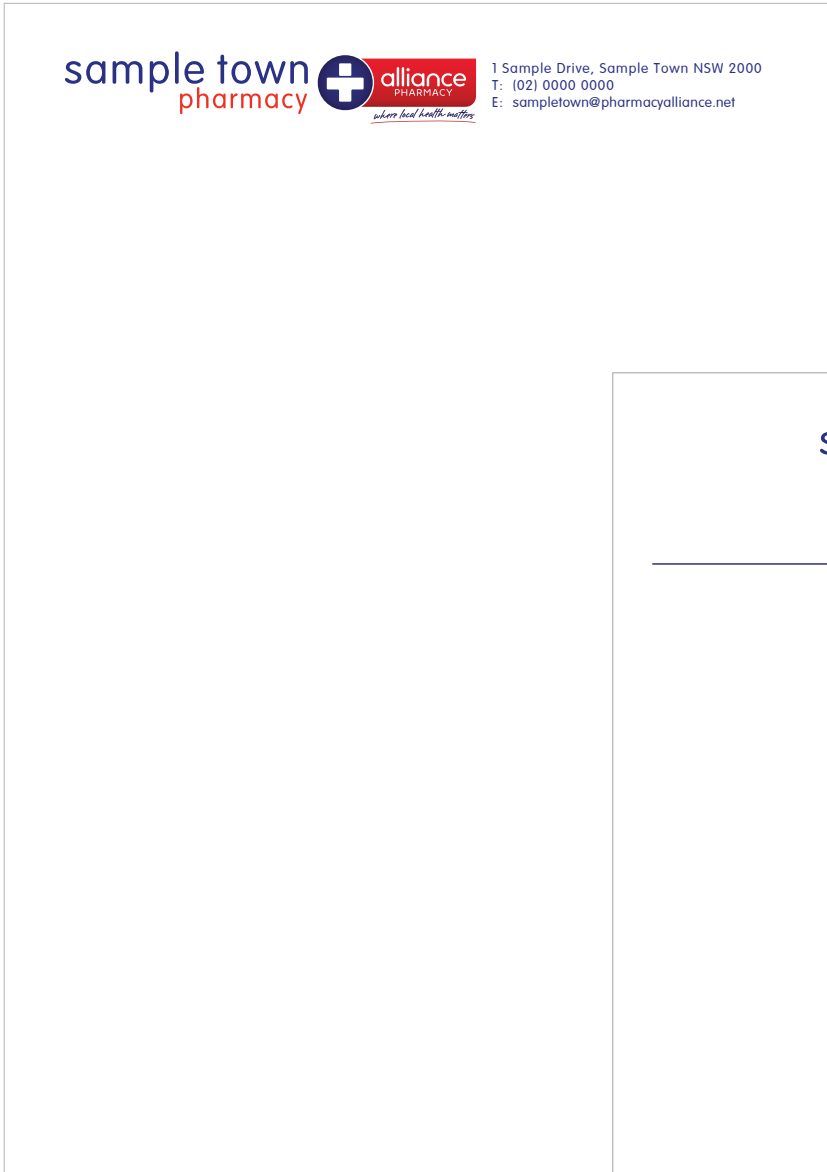 sample town
pharmacy
alliance
PHARMACY
where local health matters
1 Sample Drive, Sample Town NSW 2000
T: (02) 0000 0000
E: sampletown@pharmacyalliance.net